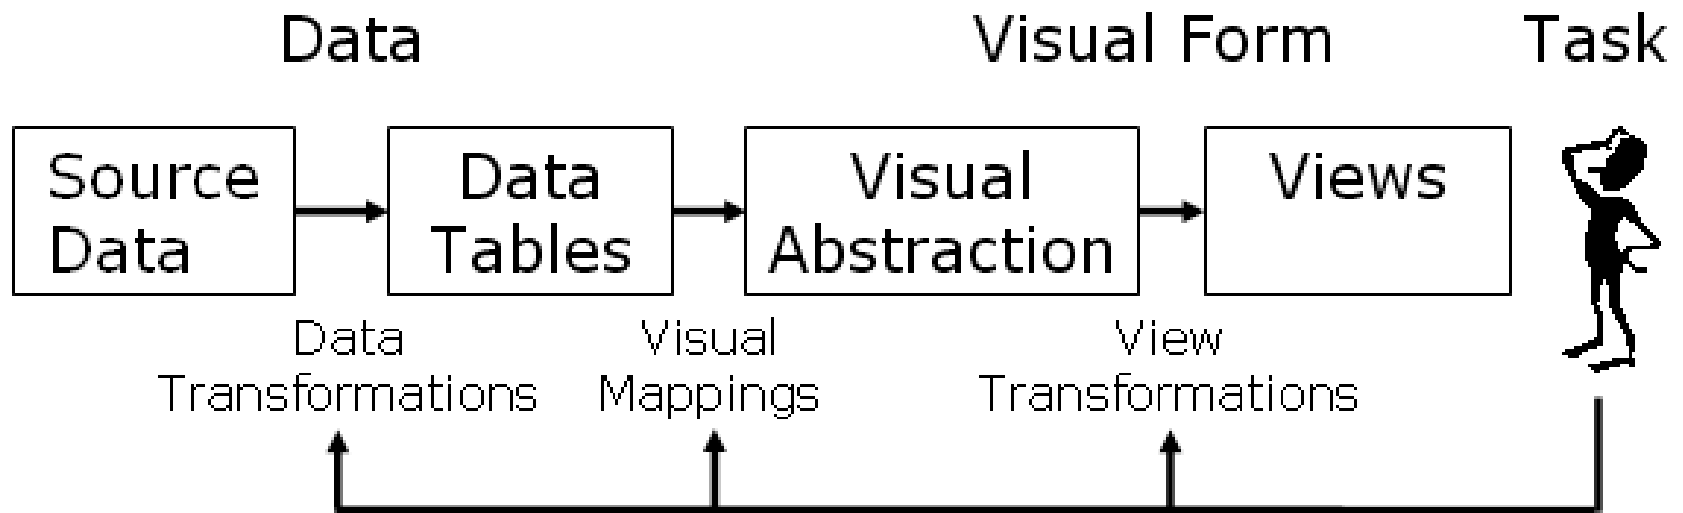 Data
Visual Form
Task
Source
Data
Data
Tables
Visual
Abstraction
Views
Data
Transformations
Visual
Mappings
View
Transformations